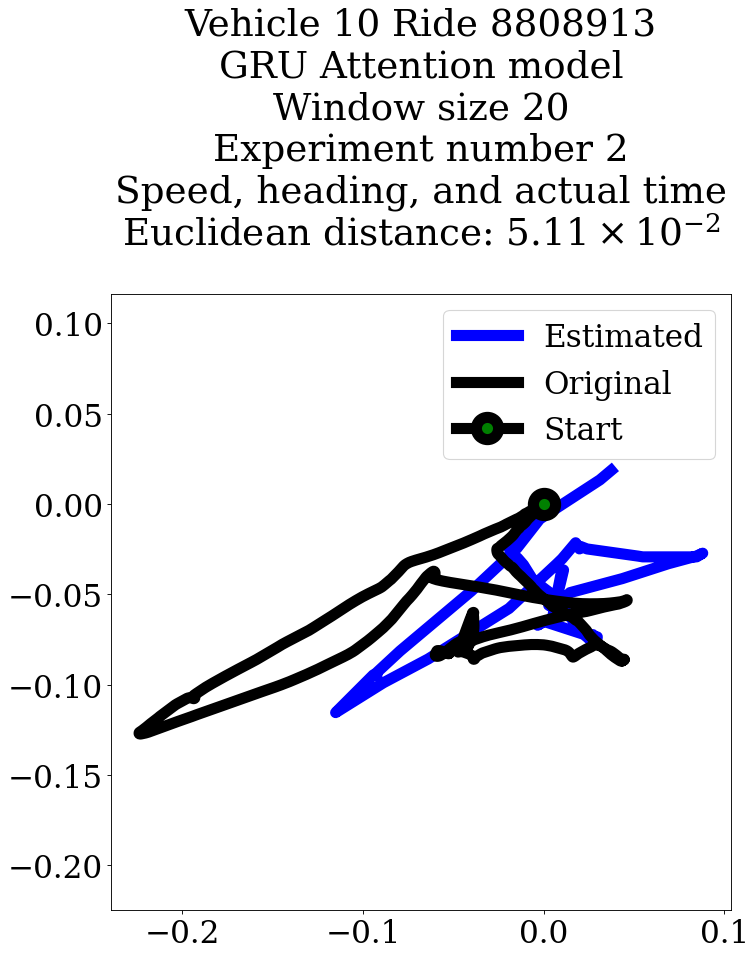 Vehicle 10 Ride 8808913
GRU Attention model
Window size 20
Experiment number 2
Speed, heading, and actual time
Euclidean distance: 5.11 × 10⁻²
Estimated
Original
Start
0.10
0.05
0.00
−0.05
−0.10
−0.15
−0.20
−0.2
−0.1
0.0
0.1